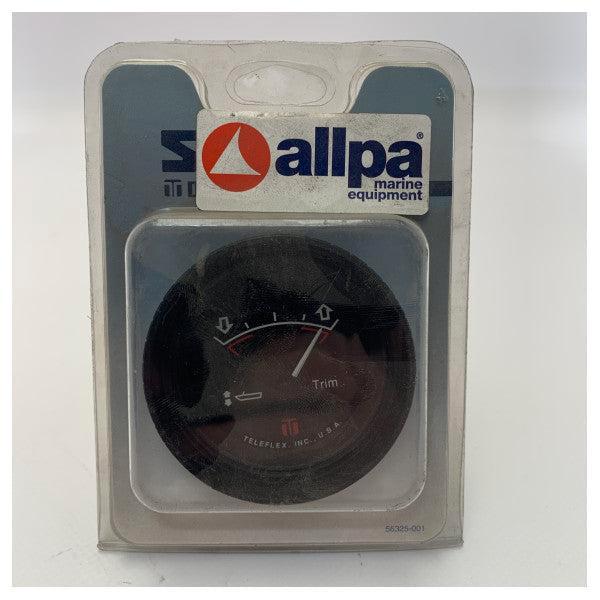 allpa®
marine
equipment
Trim
TELEFLEX, INC., U.S.A.
56325-001